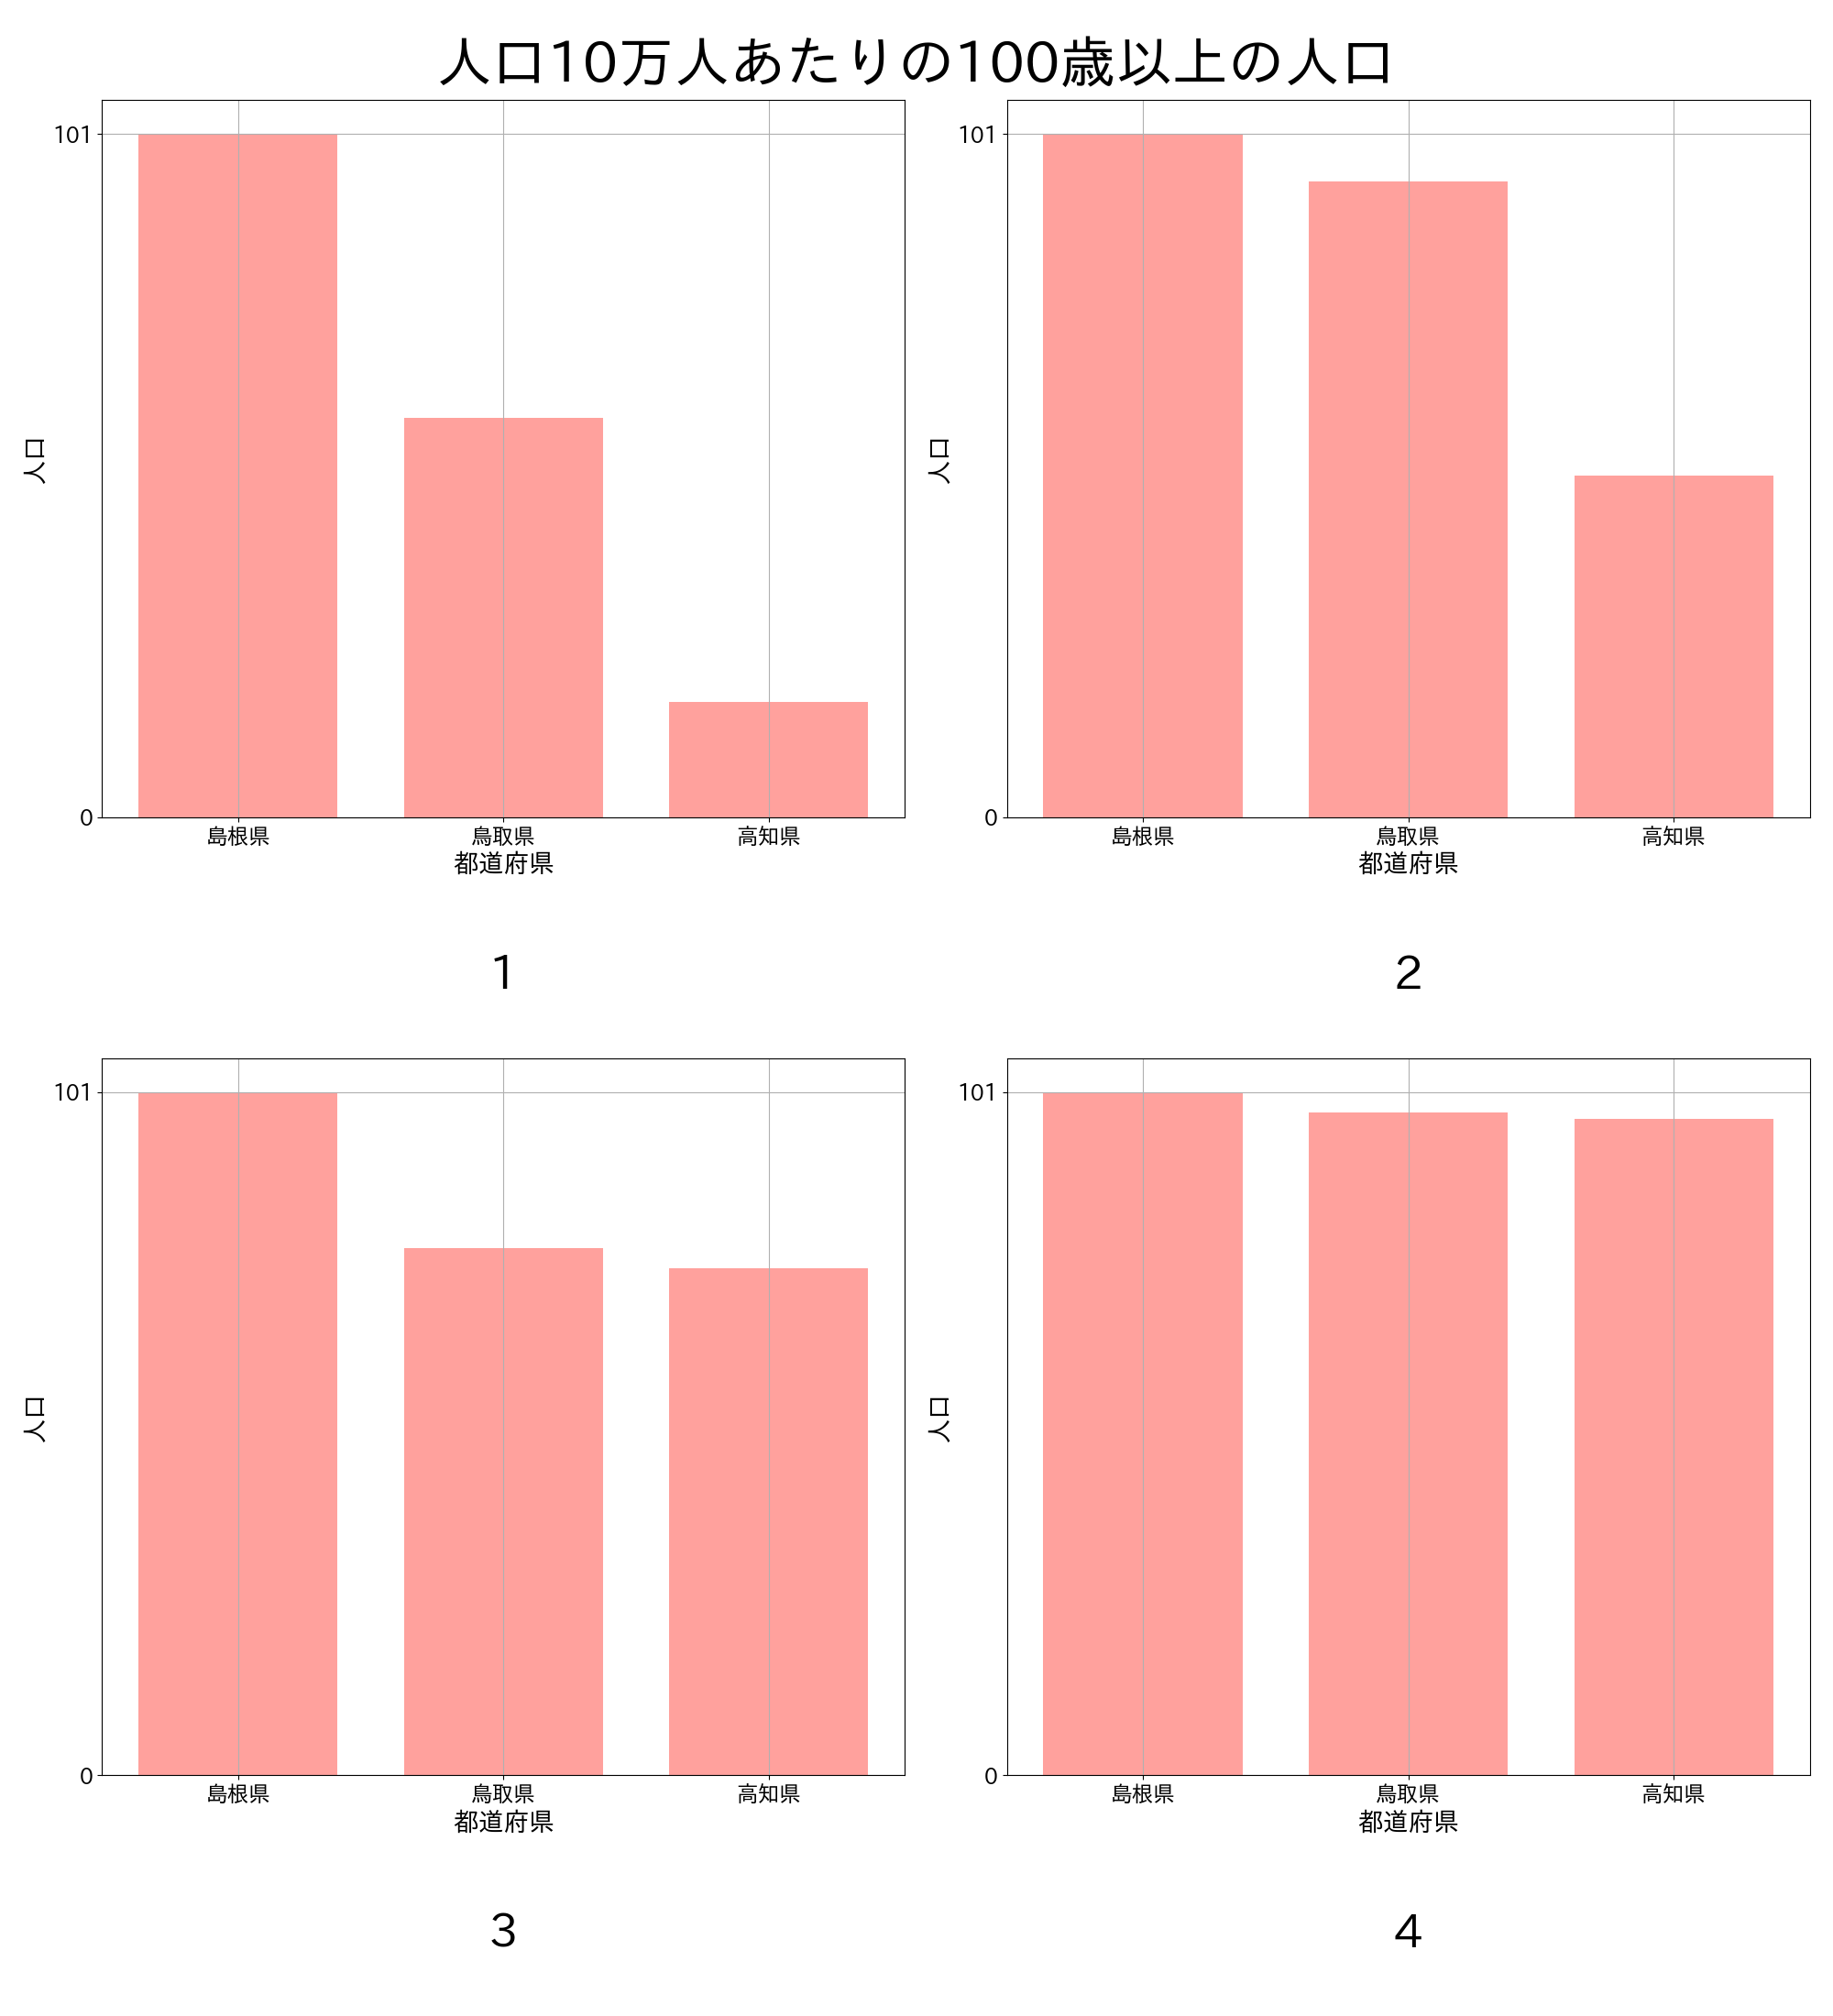 人口10万人あたりの100歳以上の人口
101
0
人口
島根県 鳥取県 高知県
都道府県
1
101
0
人口
島根県 鳥取県 高知県
都道府県
2
101
0
人口
島根県 鳥取県 高知県
都道府県
3
101
0
人口
島根県 鳥取県 高知県
都道府県
4